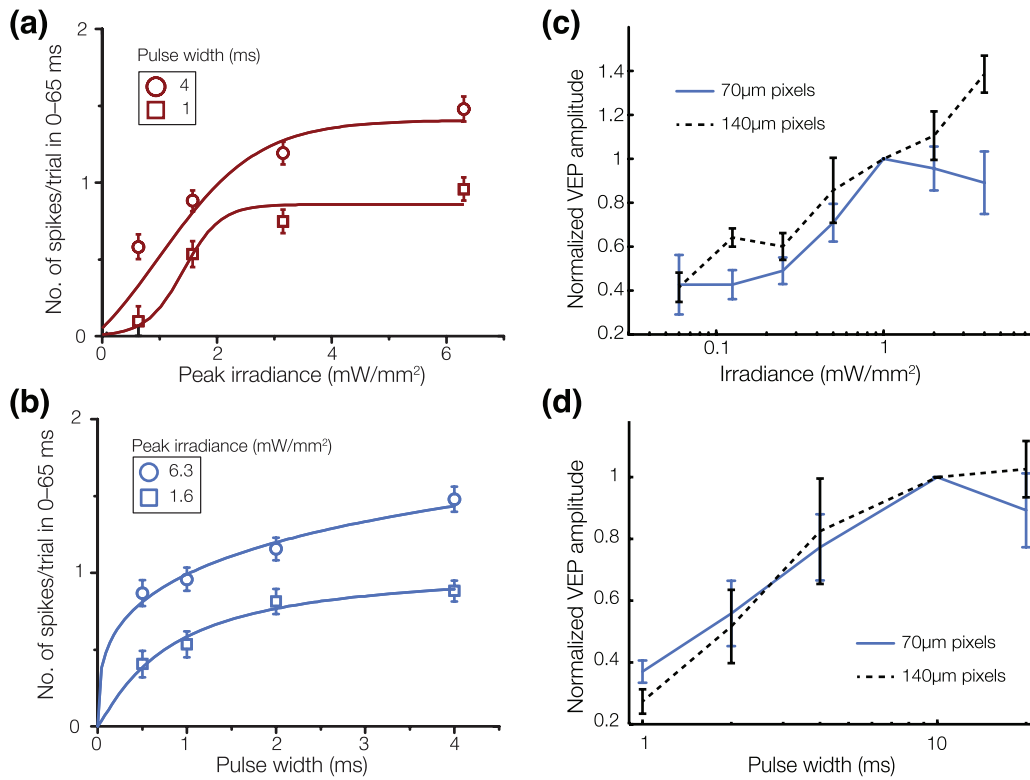 (a)
No. of spikes/trial in 0–65 ms
2
1
0
Pulse width (ms)
4
1
0 2 4 6
Peak irradiance (mW/mm²)
(c)
Normalized VEP amplitude
1.4
1.2
1
0.8
0.6
0.4
0.2
70µm pixels
140µm pixels
0.1 1
Irradiance (mW/mm²)
(b)
No. of spikes/trial in 0–65 ms
2
1
0
Peak irradiance (mW/mm²)
6.3
1.6
0 1 2 3 4
Pulse width (ms)
(d)
Normalized VEP amplitude
1
0.8
0.6
0.4
0.2
70µm pixels
140µm pixels
1 10
Pulse width (ms)